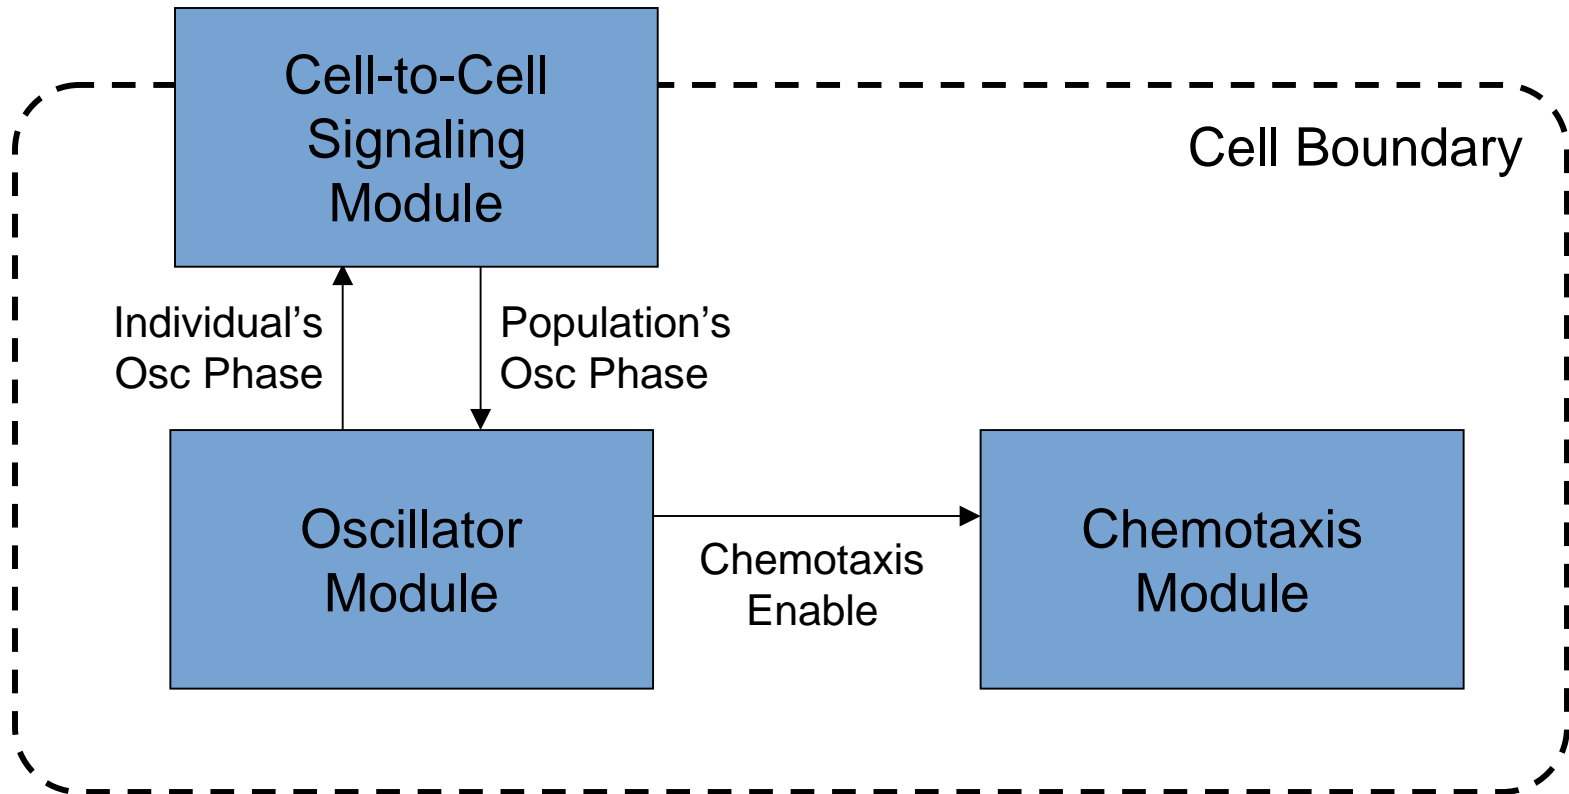 Cell-to-Cell
Signaling
Module
Cell Boundary
Individual’s
Osc Phase
Population’s
Osc Phase
Oscillator
Module
Chemotaxis
Enable
Chemotaxis
Module